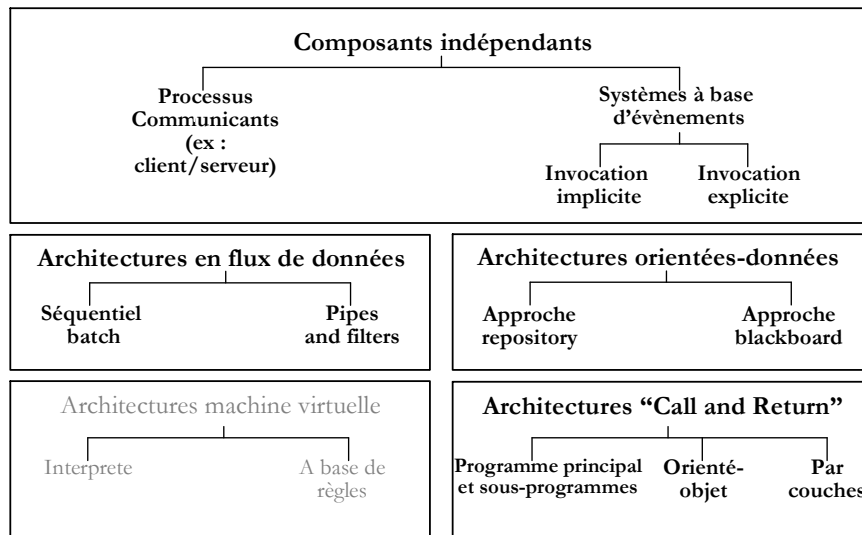 Composants indépendants
Processus
Communicants
(ex :
client/serveur)
Systèmes à base
d'évènements
Invocation
implicite
Invocation
explicite
Architectures en flux de données
Séquentiel
batch
Pipes
and filters
Architectures orientées-données
Approche
repository
Approche
blackboard
Architectures machine virtuelle
Interprete
A base de
règles
Architectures “Call and Return”
Programme principal
et sous-programmes
Orienté-
objet
Par
couches